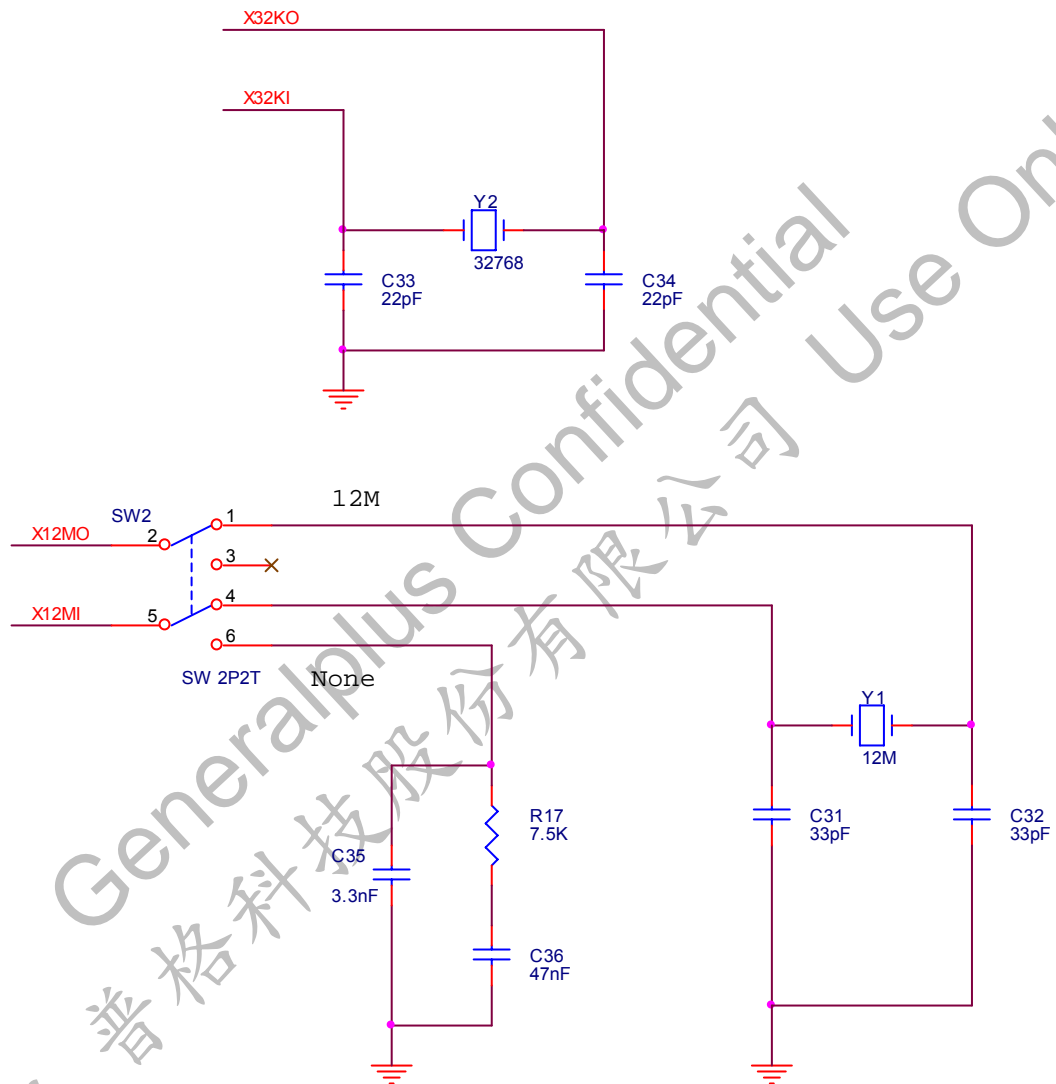 X32KO
X32KI
Y2
32768
C33
22pF
C34
22pF
12M
SW2
X12MO
2
1
3
X12MI
5
4
6
SW 2P2T
None
Y1
12M
C31
33pF
C32
33pF
R17
7.5K
C35
3.3nF
C36
47nF
Generalplus Confidential Use
普格科技股份有限公司